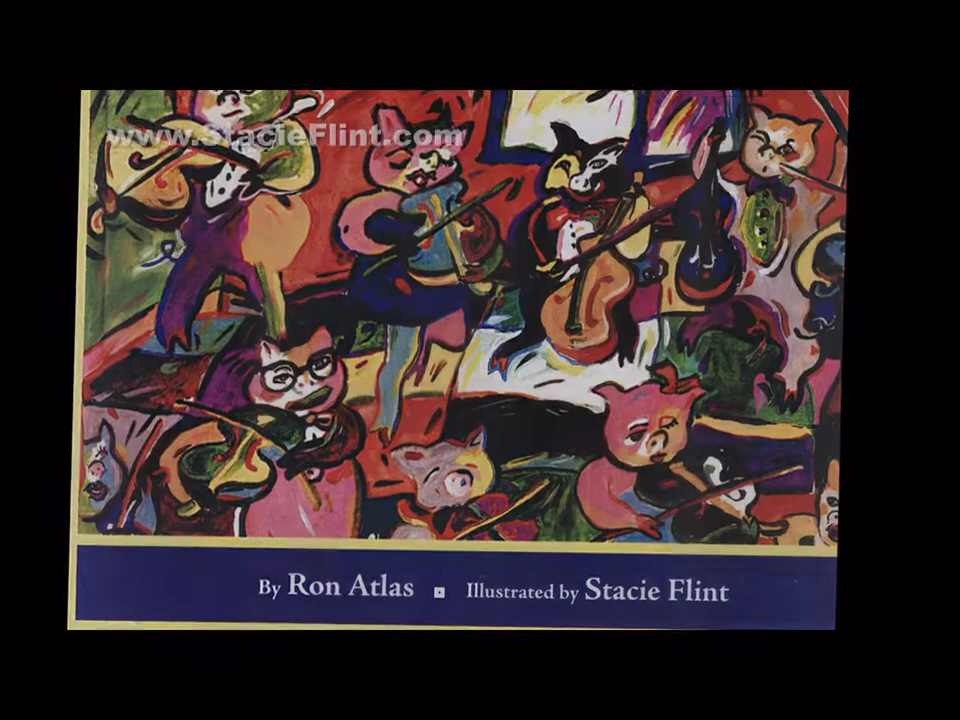 www.StacieFlint.com
By Ron Atlas ▪ Illustrated by Stacie Flint